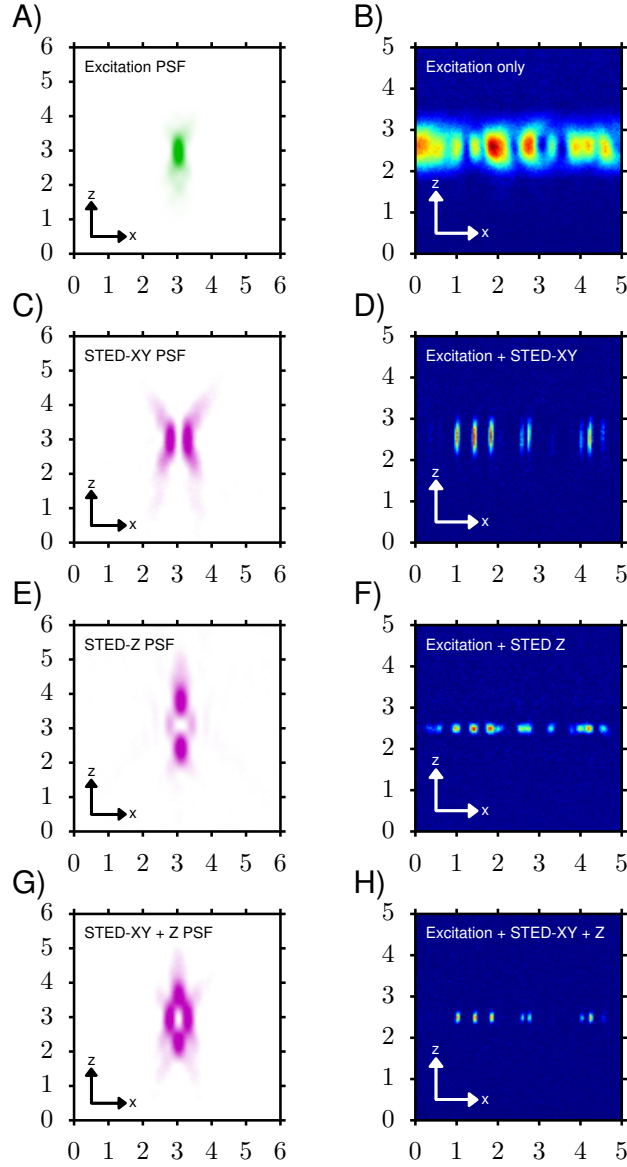 A)
6
5
4
3
2
1
0
Excitation PSF
z
x
0 1 2 3 4 5 6
B)
5
4
3
2
1
0
Excitation only
z
x
0 1 2 3 4 5
C)
6
5
4
3
2
1
0
STED-XY PSF
z
x
0 1 2 3 4 5 6
D)
5
4
3
2
1
0
Excitation + STED-XY
z
x
0 1 2 3 4 5
E)
6
5
4
3
2
1
0
STED-Z PSF
z
x
0 1 2 3 4 5 6
F)
5
4
3
2
1
0
Excitation + STED Z
z
x
0 1 2 3 4 5
G)
6
5
4
3
2
1
0
STED-XY + Z PSF
z
x
0 1 2 3 4 5 6
H)
5
4
3
2
1
0
Excitation + STED-XY + Z
z
x
0 1 2 3 4 5